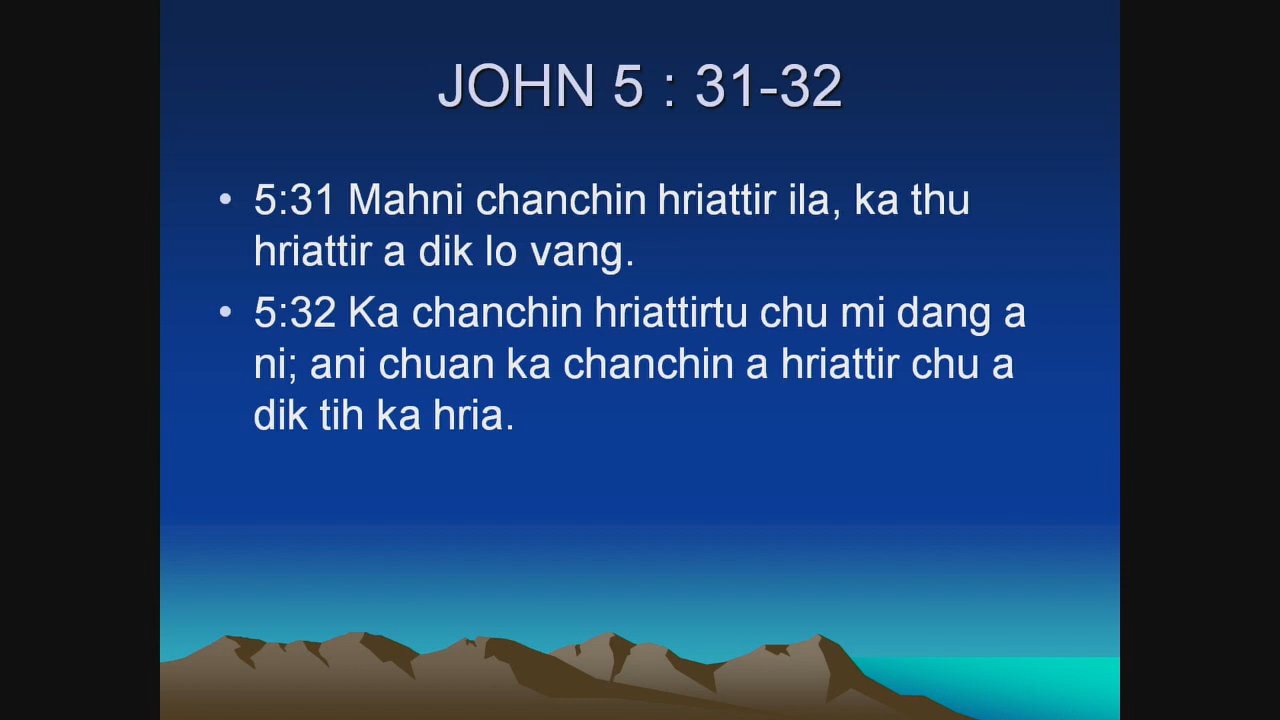 JOHN 5 : 31-32
• 5:31 Mahni chanchin hriattir ila, ka thu
hriattir a dik lo vang.
• 5:32 Ka chanchin hriattirtu chu mi dang a
ni; ani chuan ka chanchin a hriattir chu a
dik tih ka hria.